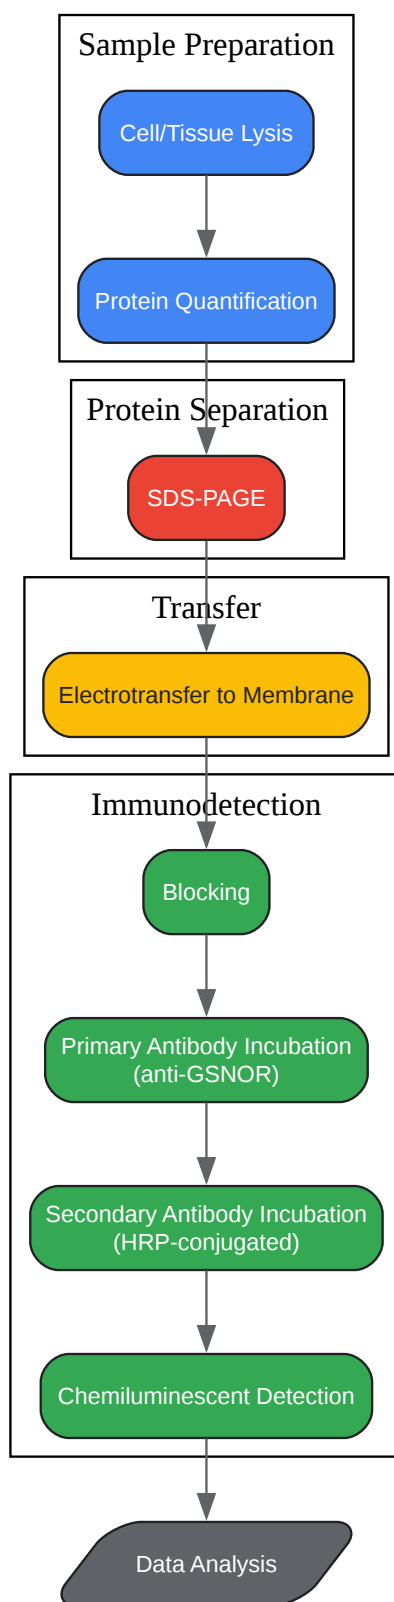 Sample Preparation
Cell/Tissue Lysis
Protein Quantification
Protein Separation
SDS-PAGE
Transfer
Electrotransfer to Membrane
Immunodetection
Blocking
Primary Antibody Incubation
(anti-GSNOR)
Secondary Antibody Incubation
(HRP-conjugated)
Chemiluminescent Detection
Data Analysis